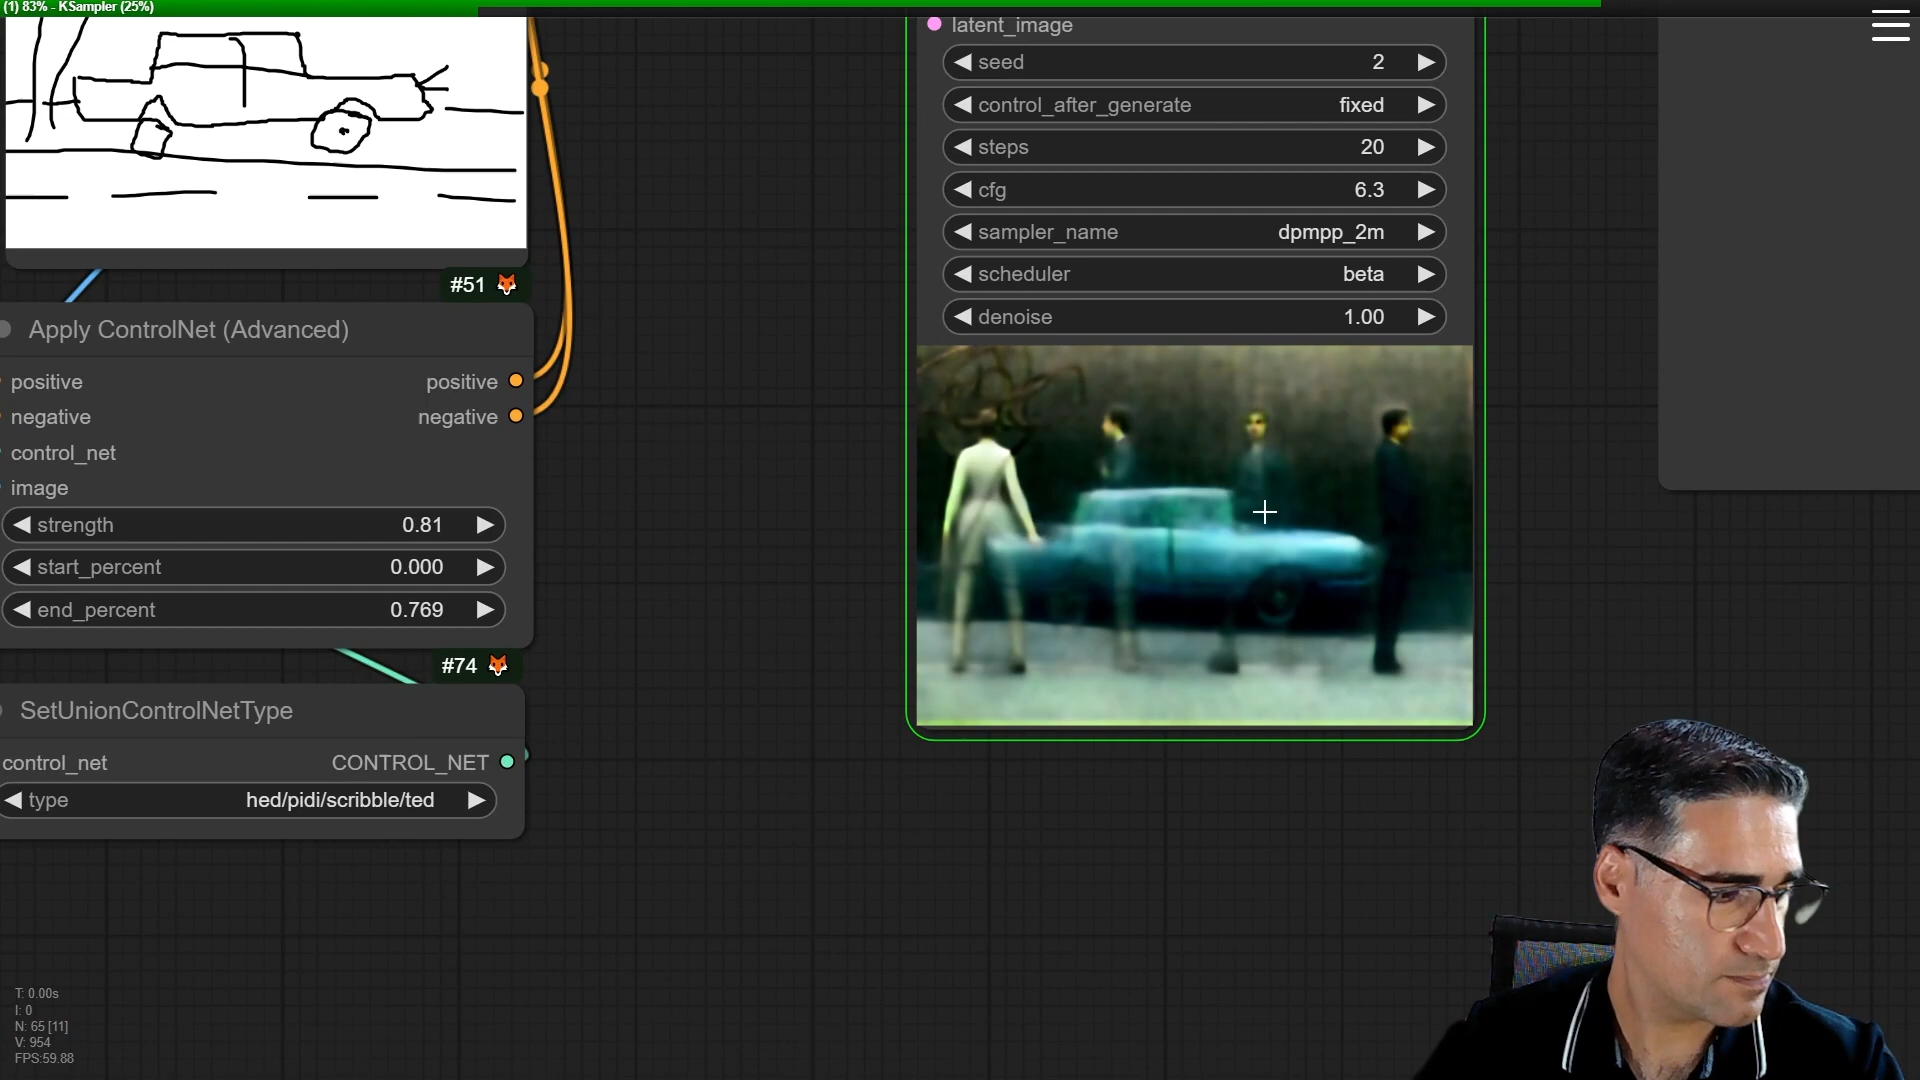 (1) 83% - KSampler (25%)
latent_image
seed 2
control_after_generate fixed
steps 20
cfg 6.3
sampler_name dpmpp_2m
scheduler beta
denoise 1.00
#51
Apply ControlNet (Advanced)
positive positive
negative negative
control_net
image
strength 0.81
start_percent 0.000
end_percent 0.769
#74
SetUnionControlNetType
control_net CONTROL_NET
type hed/pidi/scribble/ted
T: 0.00s
I: 0
N: 65 [11]
V: 954
FPS:59.88